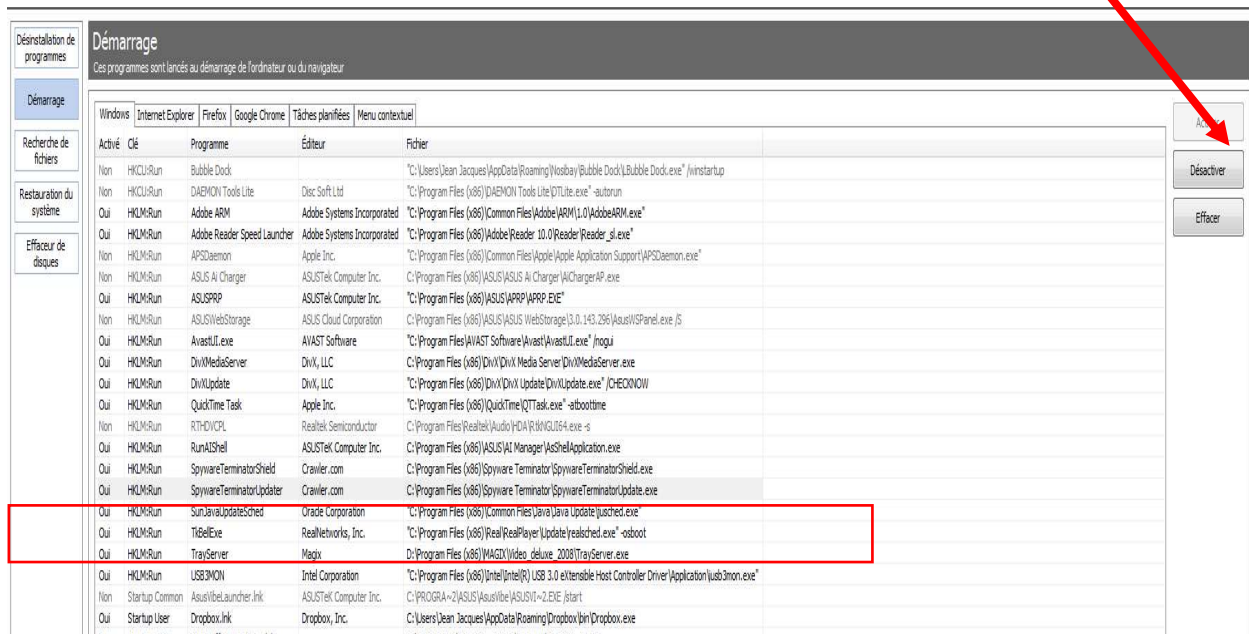 Désinstallation de
programmes
Démarrage
Recherche de
fichiers
Restauration du
système
Effaceur de
disques
Démarrage
Ces programmes sont lancés au démarrage de l'ordinateur ou du navigateur
Windows Internet Explorer Firefox Google Chrome Tâches planifiées Menu contextuel
Activé Clé Programme Éditeur Fichier
Non HKCU:Run Bubble Dock "C:\Users\Jean Jacques\AppData\Roaming\Nosibay\Bubble Dock\LBubble Dock.exe" /winstartup
Non HKCU:Run DAEMON Tools Lite Disc Soft Ltd "C:\Program Files (x86)\DAEMON Tools Lite\DTLite.exe" -autorun
Oui HKLM:Run Adobe ARM Adobe Systems Incorporated "C:\Program Files (x86)\Common Files\Adobe\ARM\1.0\AdobeARM.exe"
Oui HKLM:Run Adobe Reader Speed Launcher Adobe Systems Incorporated "C:\Program Files (x86)\Adobe\Reader 10.0\Reader\Reader_sl.exe"
Non HKLM:Run APSDaemon Apple Inc. "C:\Program Files (x86)\Common Files\Apple\Apple Application Support\APSDaemon.exe"
Non HKLM:Run ASUS Ai Charger ASUSTek Computer Inc. C:\Program Files (x86)\ASUS\ASUS Ai Charger\AiChargerAP.exe
Oui HKLM:Run ASUSPRP ASUSTek Computer Inc. "C:\Program Files (x86)\ASUS\APRP\APRP.EXE"
Non HKLM:Run ASUSWebStorage ASUS Cloud Corporation C:\Program Files (x86)\ASUS\ASUS WebStorage\3.0.143.296\AsusWSPanel.exe /S
Oui HKLM:Run AvastUI.exe AVAST Software "C:\Program Files\AVAST Software\Avast\AvastUI.exe" /nogui
Oui HKLM:Run DivXMediaServer DivX, LLC C:\Program Files (x86)\DivX\DivX Media Server\DivXMediaServer.exe
Oui HKLM:Run DivXUpdate DivX, LLC "C:\Program Files (x86)\DivX\DivX Update\DivXUpdate.exe" /CHECKNOW
Oui HKLM:Run QuickTime Task Apple Inc. "C:\Program Files (x86)\QuickTime\QTTask.exe" -atboottime
Non HKLM:Run RTHDVCPL Realtek Semiconductor C:\Program Files\Realtek\Audio\HDA\RtkNGUI64.exe -s
Oui HKLM:Run RunAIShell ASUSTeK Computer Inc. C:\Program Files (x86)\ASUS\AI Manager\AsShellApplication.exe
Oui HKLM:Run SpywareTerminatorShield Crawler.com C:\Program Files (x86)\Spyware Terminator\SpywareTerminatorShield.exe
Oui HKLM:Run SpywareTerminatorUpdater Crawler.com C:\Program Files (x86)\Spyware Terminator\SpywareTerminatorUpdate.exe
Oui HKLM:Run SunJavaUpdateSched Oracle Corporation "C:\Program Files (x86)\Common Files\Java\Java Update\jusched.exe"
Oui HKLM:Run TkBellExe RealNetworks, Inc. "C:\Program Files (x86)\Real\RealPlayer\Update\realsched.exe" -osboot
Oui HKLM:Run TrayServer Magix D:\Program Files (x86)\MAGIX\Video_deluxe_2008\TrayServer.exe
Oui HKLM:Run USB3MON Intel Corporation "C:\Program Files (x86)\Intel\Intel(R) USB 3.0 eXtensible Host Controller Driver\Application\iusb3mon.exe"
Non Startup Common AsusVibeLauncher.lnk ASUSTeK Computer Inc. C:\PROGRA~2\ASUS\AsusVibe\ASUSVI~2.EXE /start
Oui Startup User Dropbox.lnk Dropbox, Inc. C:\Users\Jean Jacques\AppData\Roaming\Dropbox\bin\Dropbox.exe
Désactiver
Effacer